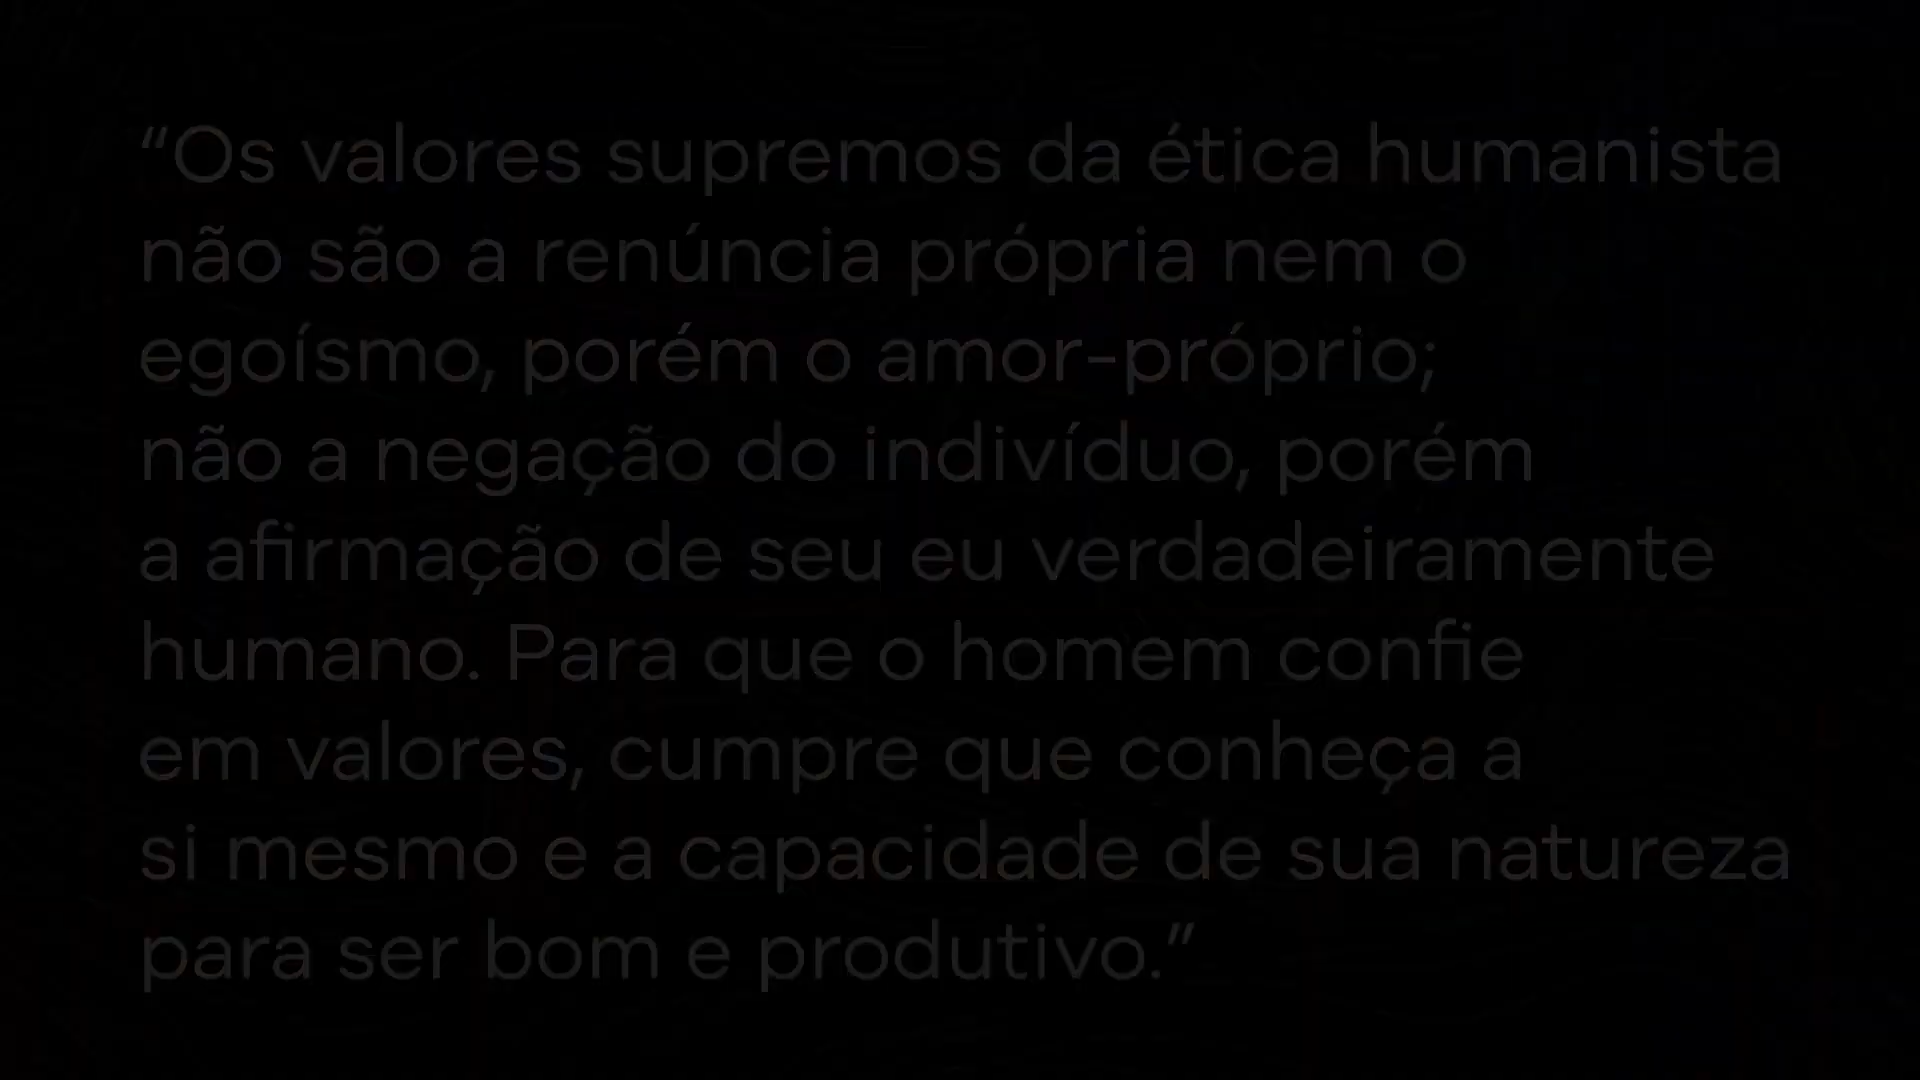 “Os valores supremos da ética humanista
não são a renúncia própria nem o
egoísmo, porém o amor-próprio;
não a negação do indivíduo, porém
a afirmação de seu eu verdadeiramente
humano. Para que o homem confie
em valores, cumpre que conheça a
si mesmo e a capacidade de sua natureza
para ser bom e produtivo.”